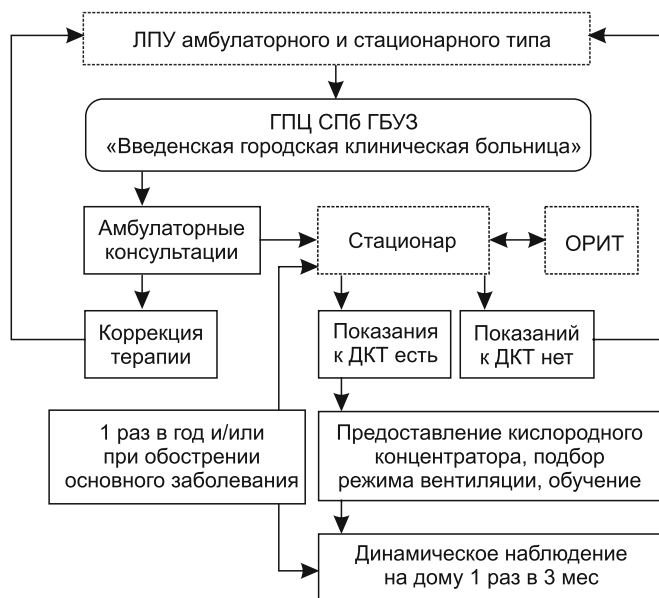 ЛПУ амбулаторного и стационарного типа
ГПЦ СПб ГБУЗ
«Введенская городская клиническая больница»
Амбулаторные
консультации
Стационар
ОРИТ
Коррекция
терапии
Показания
к ДКТ есть
Показаний
к ДКТ нет
1 раз в год и/или
при обострении
основного заболевания
Предоставление кислородного
концентратора, подбор
режима вентиляции, обучение
Динамическое наблюдение
на дому 1 раз в 3 мес